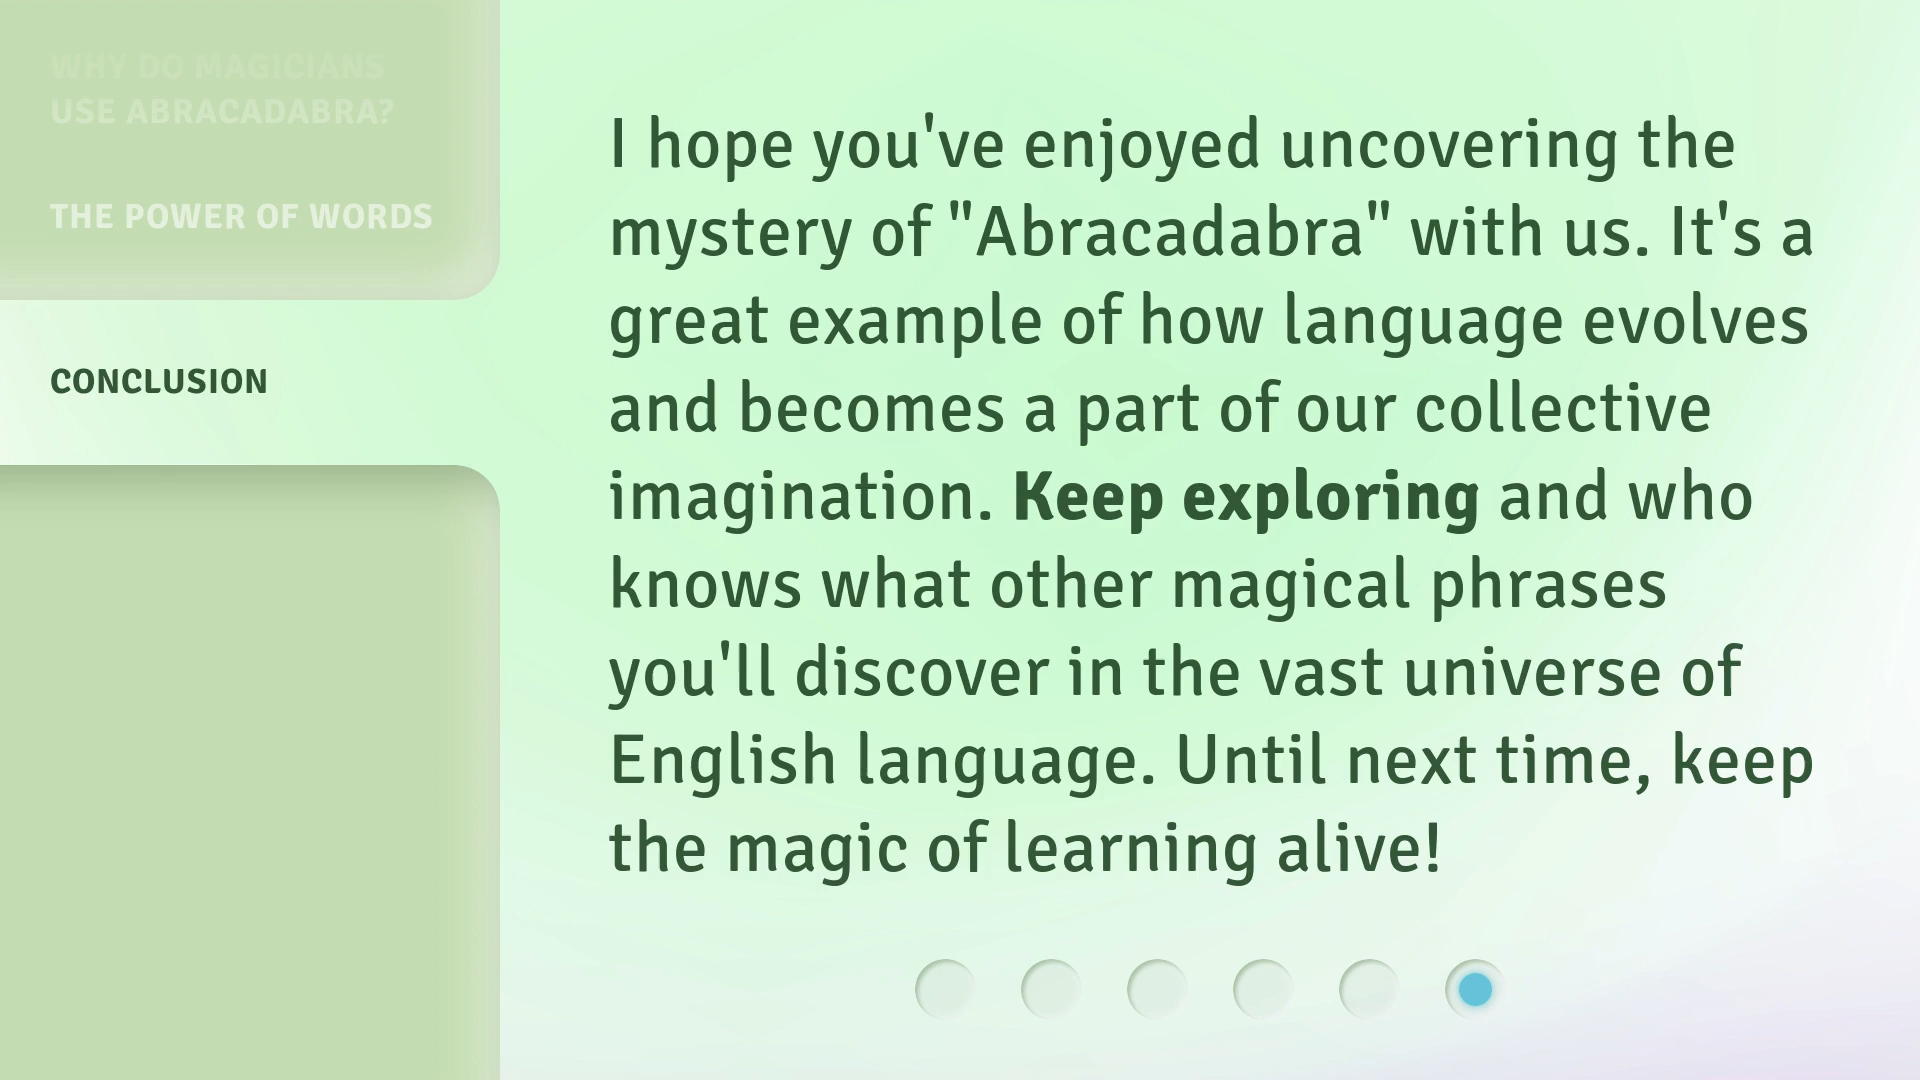 WHY DO MAGICIANS
USE ABRACADABRA?
THE POWER OF WORDS
CONCLUSION
I hope you've enjoyed uncovering the
mystery of "Abracadabra" with us. It's a
great example of how language evolves
and becomes a part of our collective
imagination. Keep exploring and who
knows what other magical phrases
you'll discover in the vast universe of
English language. Until next time, keep
the magic of learning alive!